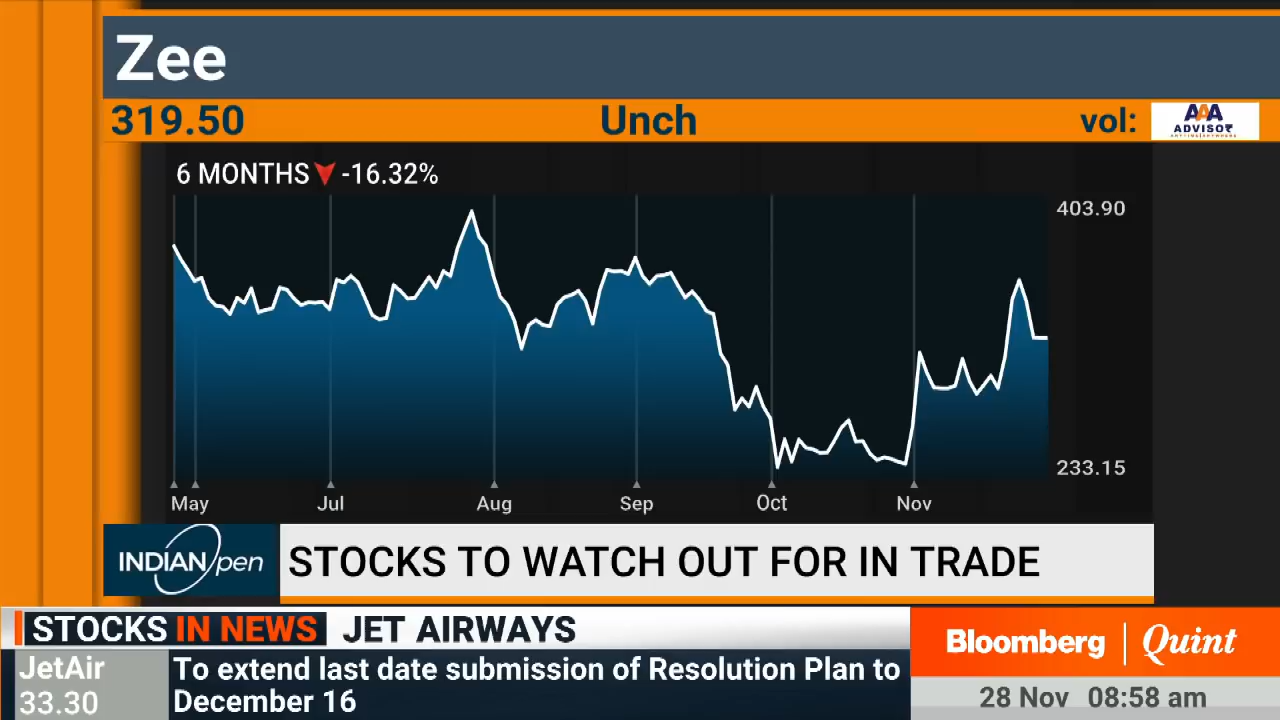 Zee
319.50 Unch vol: AAA
ADVISO₹
6 MONTHS -16.32%
403.90
233.15
May Jul Aug Sep Oct Nov
INDIAN pen STOCKS TO WATCH OUT FOR IN TRADE
STOCKS IN NEWS JET AIRWAYS
JetAir To extend last date submission of Resolution Plan to
33.30 December 16
Bloomberg | Quint
28 Nov 08:58 am